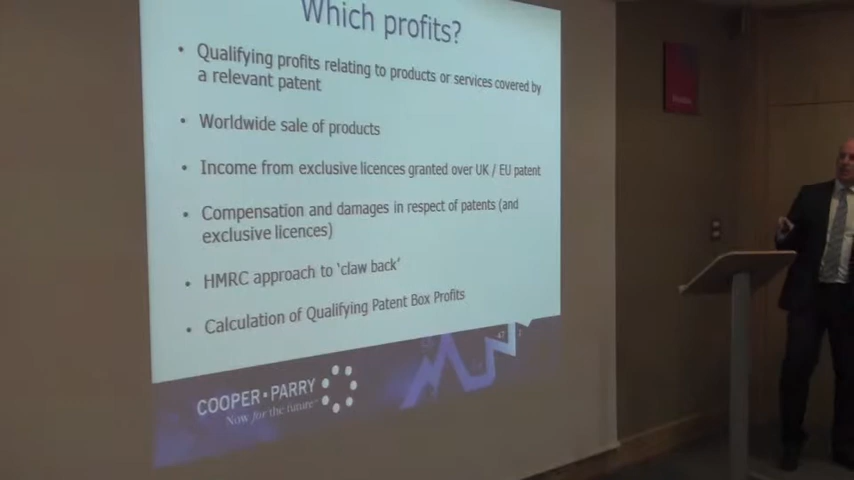 Which profits?
• Qualifying profits relating to products or services covered by
a relevant patent
• Worldwide sale of products
• Income from exclusive licences granted over UK / EU patent
• Compensation and damages in respect of patents (and
exclusive licences)
• HMRC approach to 'claw back'
• Calculation of Qualifying Patent Box Profits
COOPER•PARRY
Now for the future™